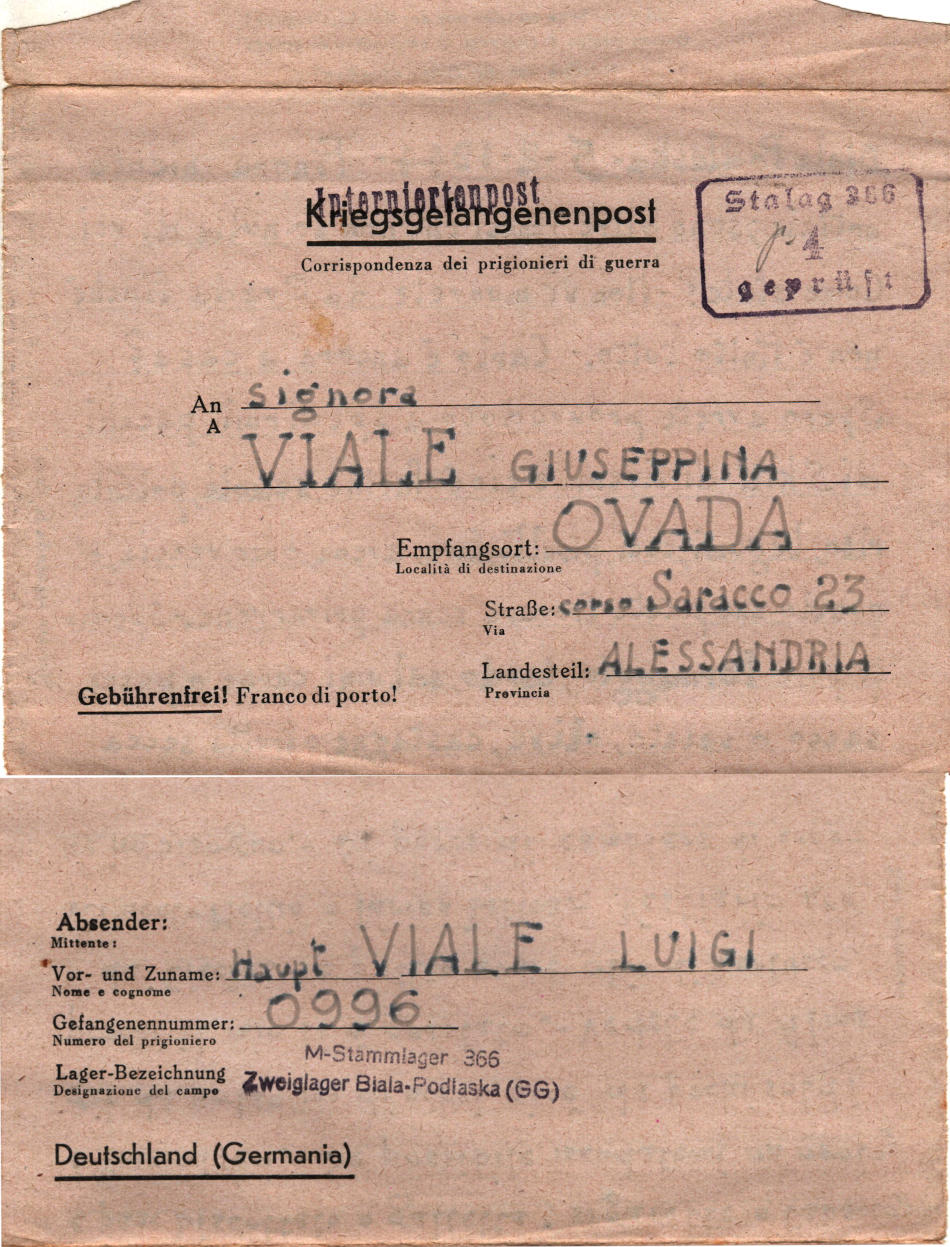 Interniertenpost
Kriegsgefangenenpost
Corrispondenza dei prigionieri di guerra
Stalag 366
4
geprüft
An signora
A
VIALE GIUSEPPINA
Empfangsort: OVADA
Località di destinazione
Straße: corso Saracco 23
Via
Landesteil: ALESSANDRIA
Provincia
Gebührenfrei! Franco di porto!
Absender:
Mittente:
Vor- und Zuname: Haupt VIALE LUIGI
Nome e cognome
Gefangenennummer: 0996
Numero del prigioniero
M-Stammlager 366
Lager-Bezeichnung Zweiglager Biala-Podlaska (GG)
Designazione del campo
Deutschland (Germania)